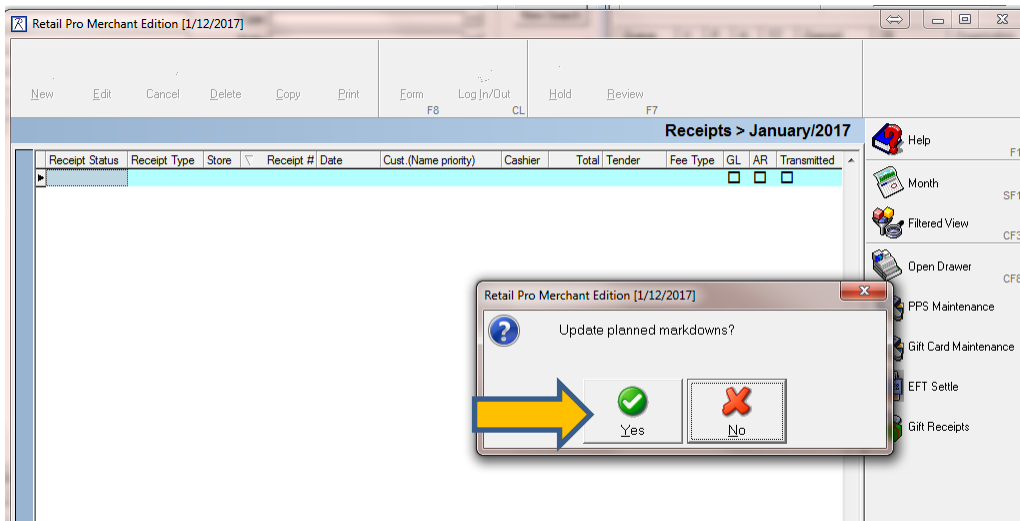 Retail Pro Merchant Edition [1/12/2017]
New Edit Cancel Delete Copy Print Form Log In/Out Hold Review
F8 CL F7
Receipts > January/2017
Receipt Status Receipt Type Store Receipt # Date Cust.(Name priority) Cashier Total Tender Fee Type GL AR Transmitted
Help
F1
Month
SF1
Filtered View
CF3
Open Drawer
CF8
PPS Maintenance
Gift Card Maintenance
EFT Settle
Gift Receipts
Retail Pro Merchant Edition [1/12/2017]
Update planned markdowns?
Yes No